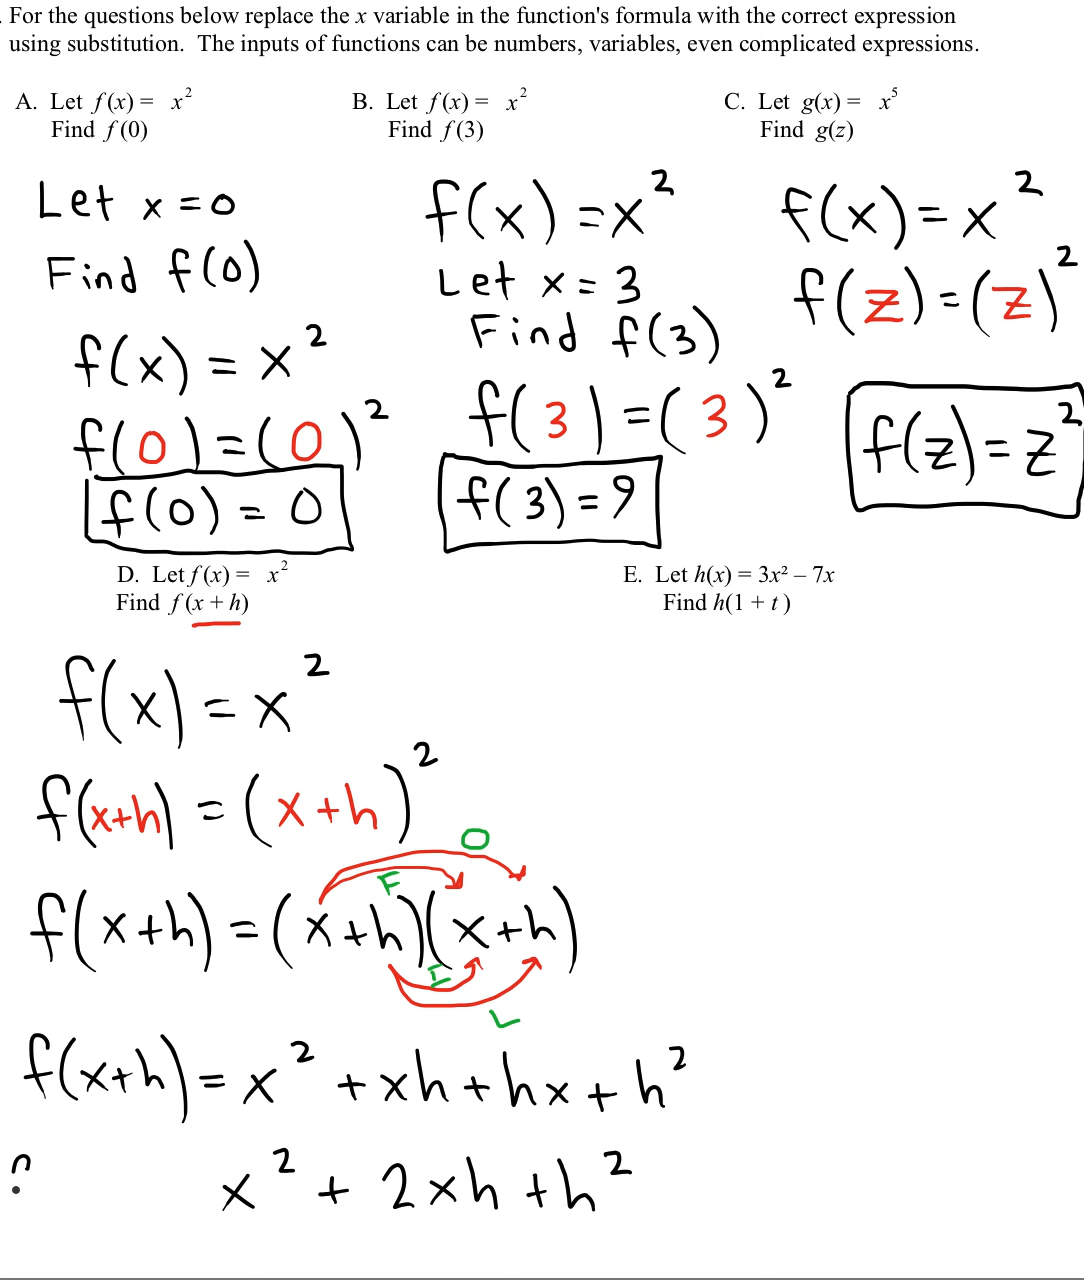 . For the questions below replace the x variable in the function's formula with the correct expression
using substitution. The inputs of functions can be numbers, variables, even complicated expressions.
A. Let f(x) = x²
Find f(0)
Let x = 0
Find f(0)
f(x) = x²
f(0) = (0)²
f(0) = 0
B. Let f(x) = x²
Find f(3)
f(x) = x²
Let x = 3
Find f(3)
f(3) = (3)²
f(3) = 9
C. Let g(x) = x⁵
Find g(z)
f(x) = x²
f(z) = (z)²
f(z) = z²
D. Let f(x) = x²
Find f(x + h)
f(x) = x²
f(x+h) = (x+h)²
O
F
f(x+h) = (x+h)(x+h)
I
L
f(x+h) = x² + xh + hx + h²
? x² + 2xh + h²
E. Let h(x) = 3x² – 7x
Find h(1 + t)